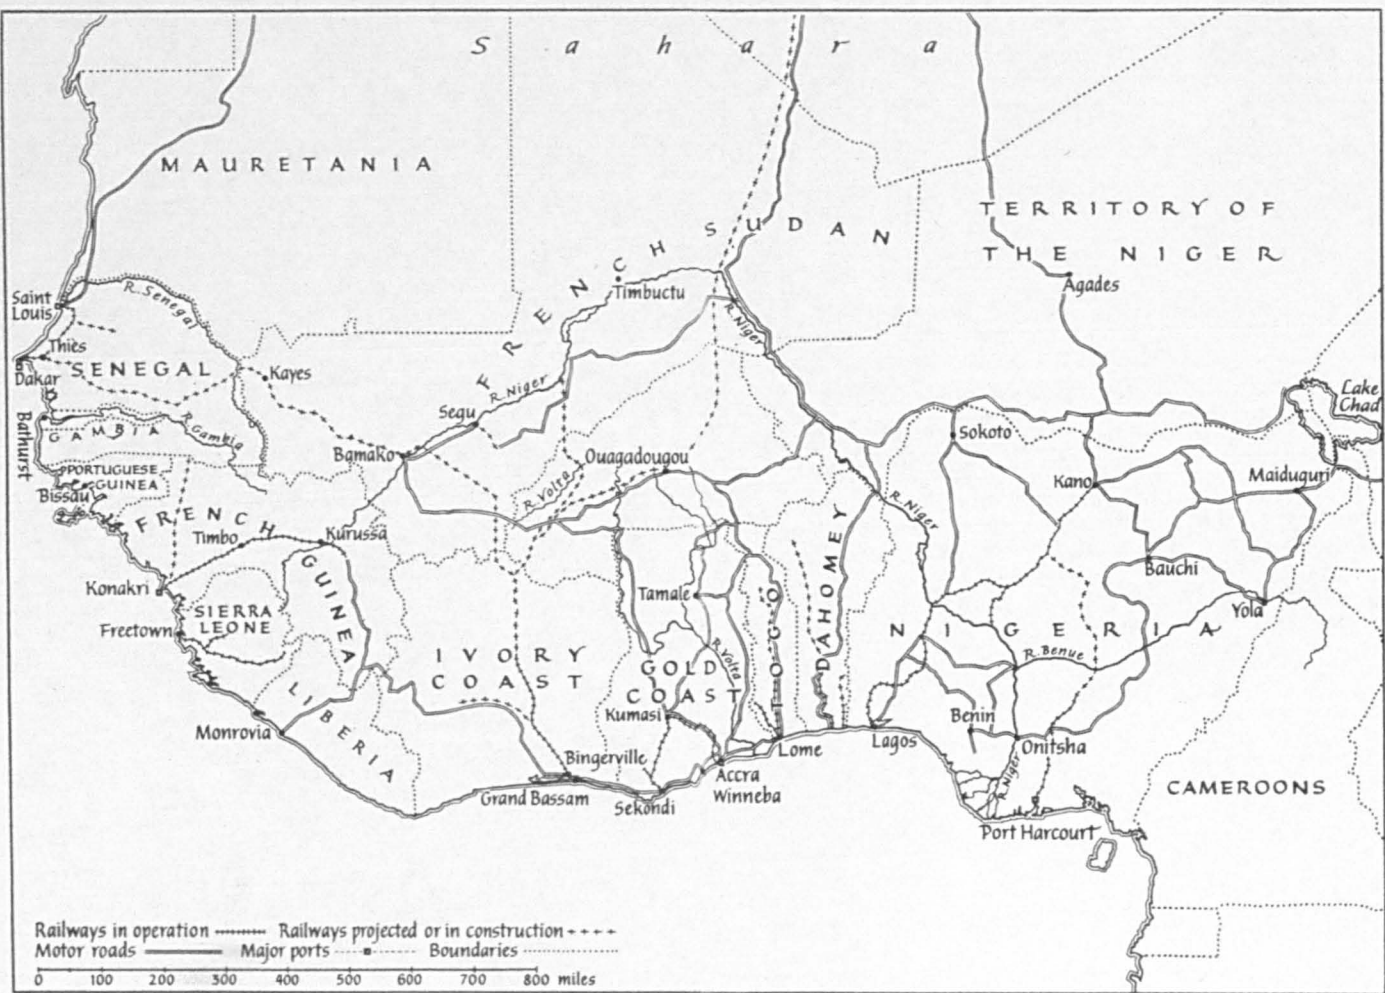 Sahara
MAURETANIA
TERRITORY OF
THE NIGER
FRENCH SUDAN
Agades
Timbuctu
R. Senegal
Saint
Louis
R. Niger
Thies
SENEGAL
Dakar
Kayes
R. Niger
Lake
Chad
Segu
Bathurst
GAMBIA
R. Gambia
Sokoto
Bamako
Ouagadougou
PORTUGUESE
GUINEA
Bissau
R. Volta
Kano
Maiduguri
R. Niger
FRENCH GUINEA
Timbo
Kurussa
DAHOMEY
Bauchi
Konakri
Tamale
TOGO
Yola
SIERRA
LEONE
Freetown
NIGERIA
IVORY
COAST
GOLD
COAST
R. Volta
R. Benue
LIBERIA
Kumasi
Benin
Monrovia
Lome
Lagos
Onitsha
Bingerville
Accra
Winneba
R. Niger
CAMEROONS
Grand Bassam
Sekondi
Port Harcourt
Railways in operation Railways projected or in construction
Motor roads Major ports Boundaries
0 100 200 300 400 500 600 700 800 miles